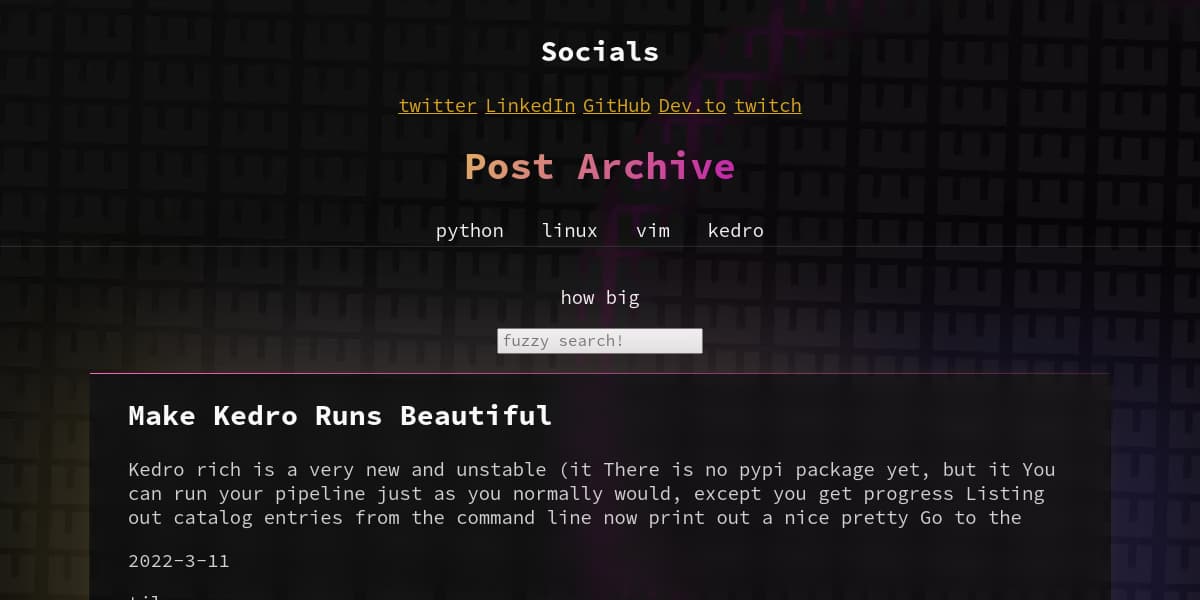 Socials
twitter LinkedIn GitHub Dev.to twitch
Post Archive
python linux vim kedro
how big
fuzzy search!
Make Kedro Runs Beautiful
Kedro rich is a very new and unstable (it There is no pypi package yet, but it You
can run your pipeline just as you normally would, except you get progress Listing
out catalog entries from the command line now print out a nice pretty Go to the
2022-3-11